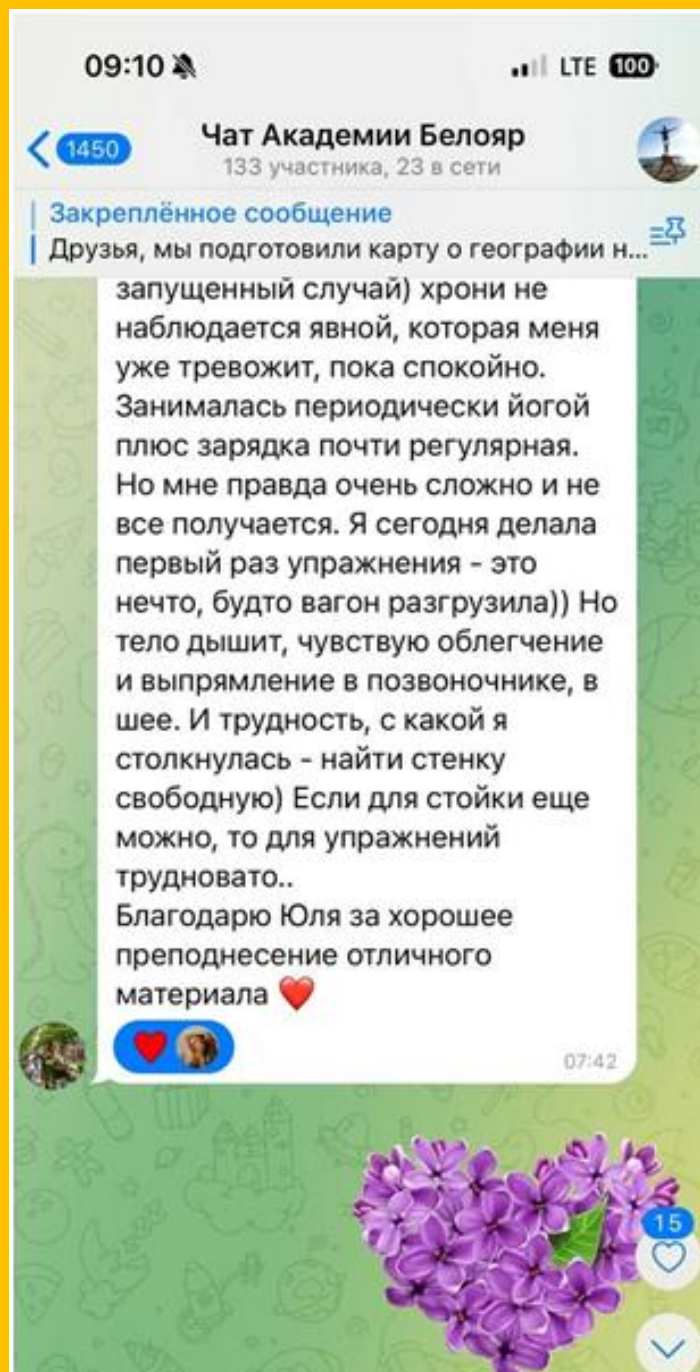 09:10
LTE 100
1450
Чат Академии Белояр
133 участника, 23 в сети
Закреплённое сообщение
Друзья, мы подготовили карту о географии н...
запущенный случай) хрони не
наблюдается явной, которая меня
уже тревожит, пока спокойно.
Занималась периодически йогой
плюс зарядка почти регулярная.
Но мне правда очень сложно и не
все получается. Я сегодня делала
первый раз упражнения - это
нечто, будто вагон разгрузила)) Но
тело дышит, чувствую облегчение
и выпрямление в позвоночнике, в
шее. И трудность, с какой я
столкнулась - найти стенку
свободную) Если для стойки еще
можно, то для упражнений
трудновато..
Благодарю Юля за хорошее
преподнесение отличного
материала ❤️
07:42
15